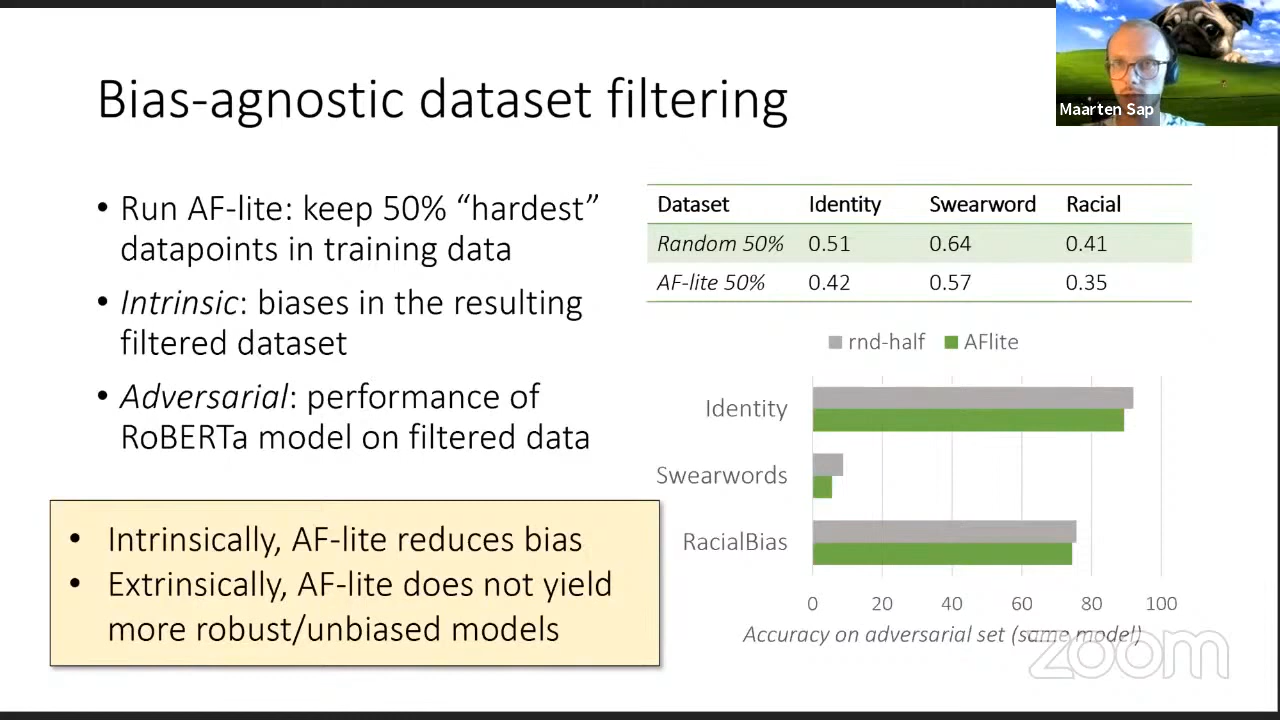 Bias-agnostic dataset filtering
Maarten Sap
• Run AF-lite: keep 50% “hardest”
datapoints in training data
• Intrinsic: biases in the resulting
filtered dataset
• Adversarial: performance of
RoBERTa model on filtered data
• Intrinsically, AF-lite reduces bias
• Extrinsically, AF-lite does not yield
more robust/unbiased models
Dataset Identity Swearword Racial
Random 50% 0.51 0.64 0.41
AF-lite 50% 0.42 0.57 0.35
rnd-half AFlite
Identity
Swearwords
RacialBias
0 20 40 60 80 100
Accuracy on adversarial set (same model)
zoom